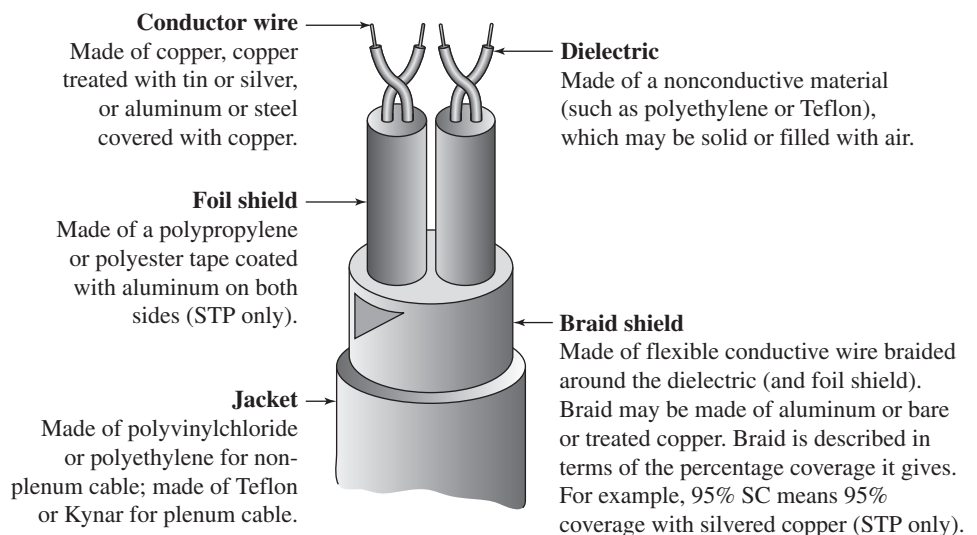 Conductor wire
Made of copper, copper
treated with tin or silver,
or aluminum or steel
covered with copper.
Dielectric
Made of a nonconductive material
(such as polyethylene or Teflon),
which may be solid or filled with air.
Foil shield
Made of a polypropylene
or polyester tape coated
with aluminum on both
sides (STP only).
Braid shield
Made of flexible conductive wire braided
around the dielectric (and foil shield).
Braid may be made of aluminum or bare
or treated copper. Braid is described in
terms of the percentage coverage it gives.
For example, 95% SC means 95%
coverage with silvered copper (STP only).
Jacket
Made of polyvinylchloride
or polyethylene for non-
plenum cable; made of Teflon
or Kynar for plenum cable.